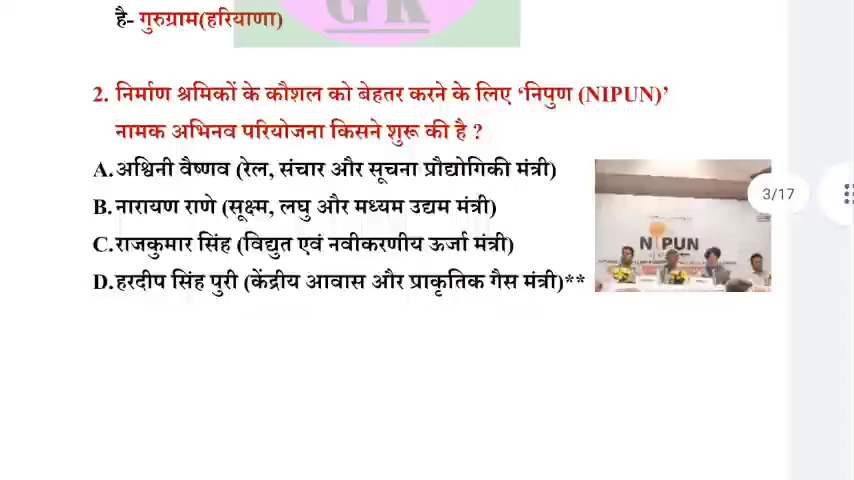 GK
है- गुरुग्राम(हरियाणा)
2. निर्माण श्रमिकों के कौशल को बेहतर करने के लिए ‘निपुण (NIPUN)’
नामक अभिनव परियोजना किसने शुरू की है ?
A.अश्विनी वैष्णव (रेल, संचार और सूचना प्रौद्योगिकी मंत्री)
B.नारायण राणे (सूक्ष्म, लघु और मध्यम उद्यम मंत्री)
C.राजकुमार सिंह (विद्युत एवं नवीकरणीय ऊर्जा मंत्री)
D.हरदीप सिंह पुरी (केंद्रीय आवास और प्राकृतिक गैस मंत्री)**
3/17
NIPUN